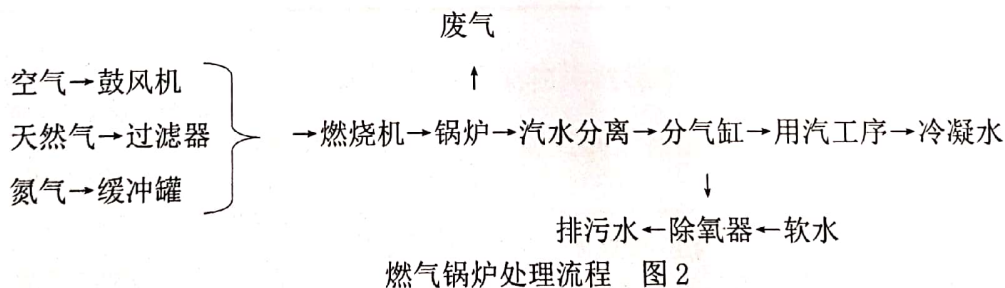 废气
↑
空气→鼓风机
天然气→过滤器
氮气→缓冲罐
→燃烧机→锅炉→汽水分离→分气缸→用汽工序→冷凝水
↓
排污水←除氧器←软水
燃气锅炉处理流程 图2